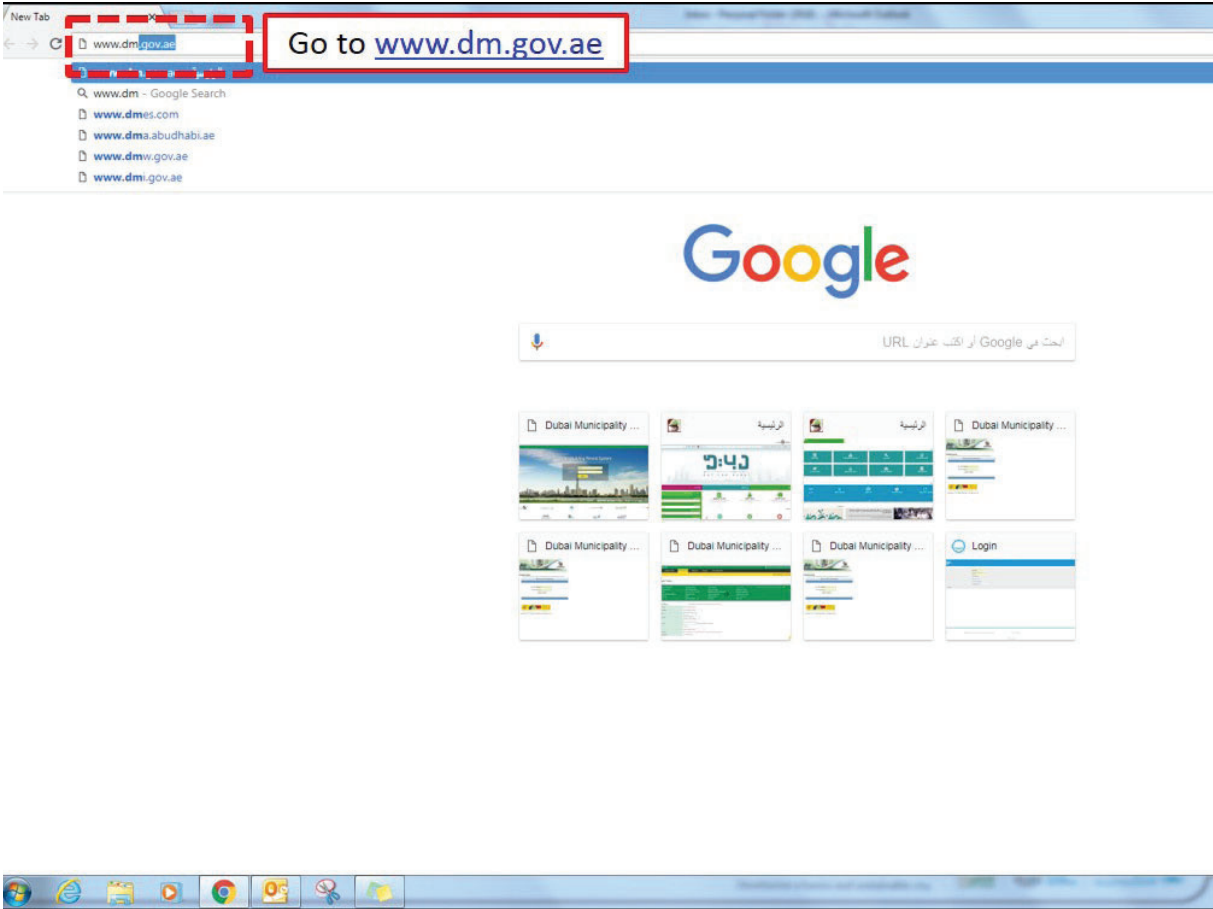 New Tab
www.dm.gov.ae
Go to www.dm.gov.ae
www.dm - Google Search
www.dmes.com
www.dma.abudhabi.ae
www.dmw.gov.ae
www.dmi.gov.ae
Google
ابحث في Google أو اكتب عنوان URL
Dubai Municipality ...
الرئيسية
الرئيسية
Dubai Municipality ...
Dubai Municipality ...
Dubai Municipality ...
Dubai Municipality ...
Login